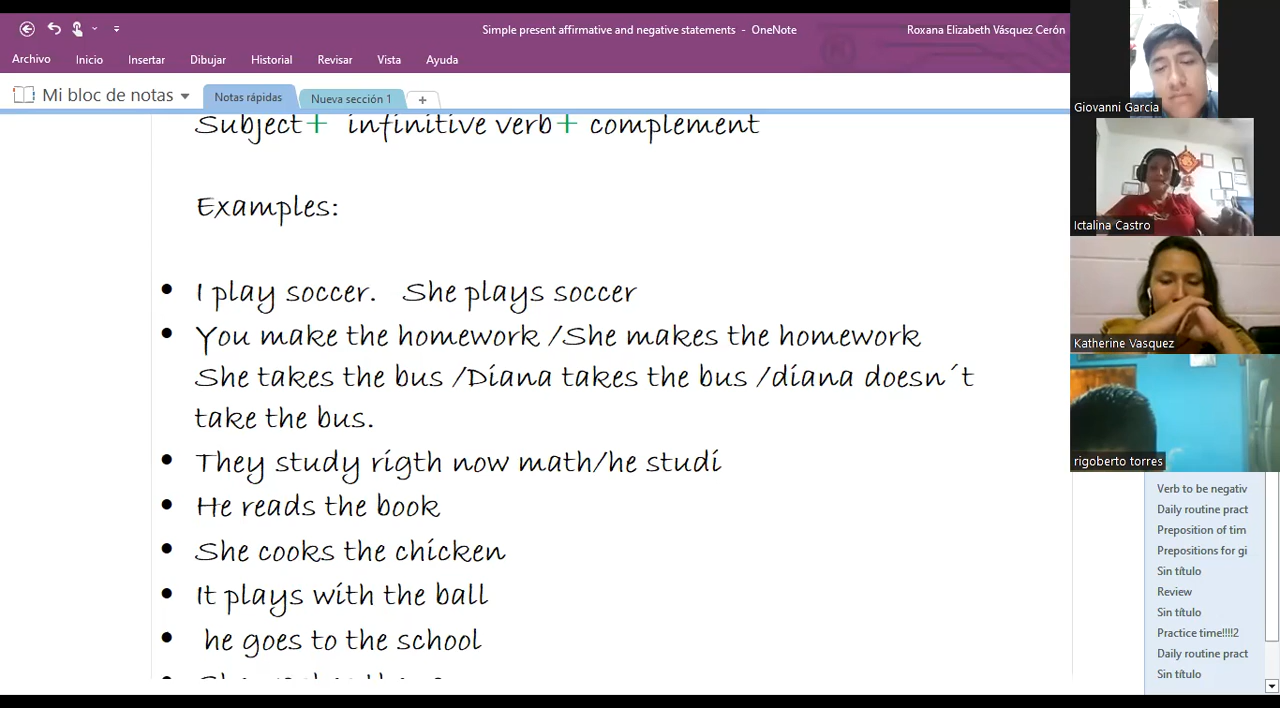 Simple present affirmative and negative statements - OneNote
Roxana Elizabeth Vásquez Cerón
Archivo Inicio Insertar Dibujar Historial Revisar Vista Ayuda
Mi bloc de notas Notas rápidas Nueva sección 1 +
Subject+ infinitive verb+ complement
Examples:
• I play soccer. She plays soccer
• You make the homework /She makes the homework
She takes the bus /Diana takes the bus /diana doesn´t
take the bus.
• They study rigth now math/he studi
• He reads the book
• She cooks the chicken
• It plays with the ball
• he goes to the school
Giovanni Garcia
Ictalina Castro
Katherine Vasquez
rigoberto torres
Verb to be negativ
Daily routine pract
Preposition of tim
Prepositions for gi
Sin título
Review
Sin título
Practice time!!!!2
Daily routine pract
Sin título